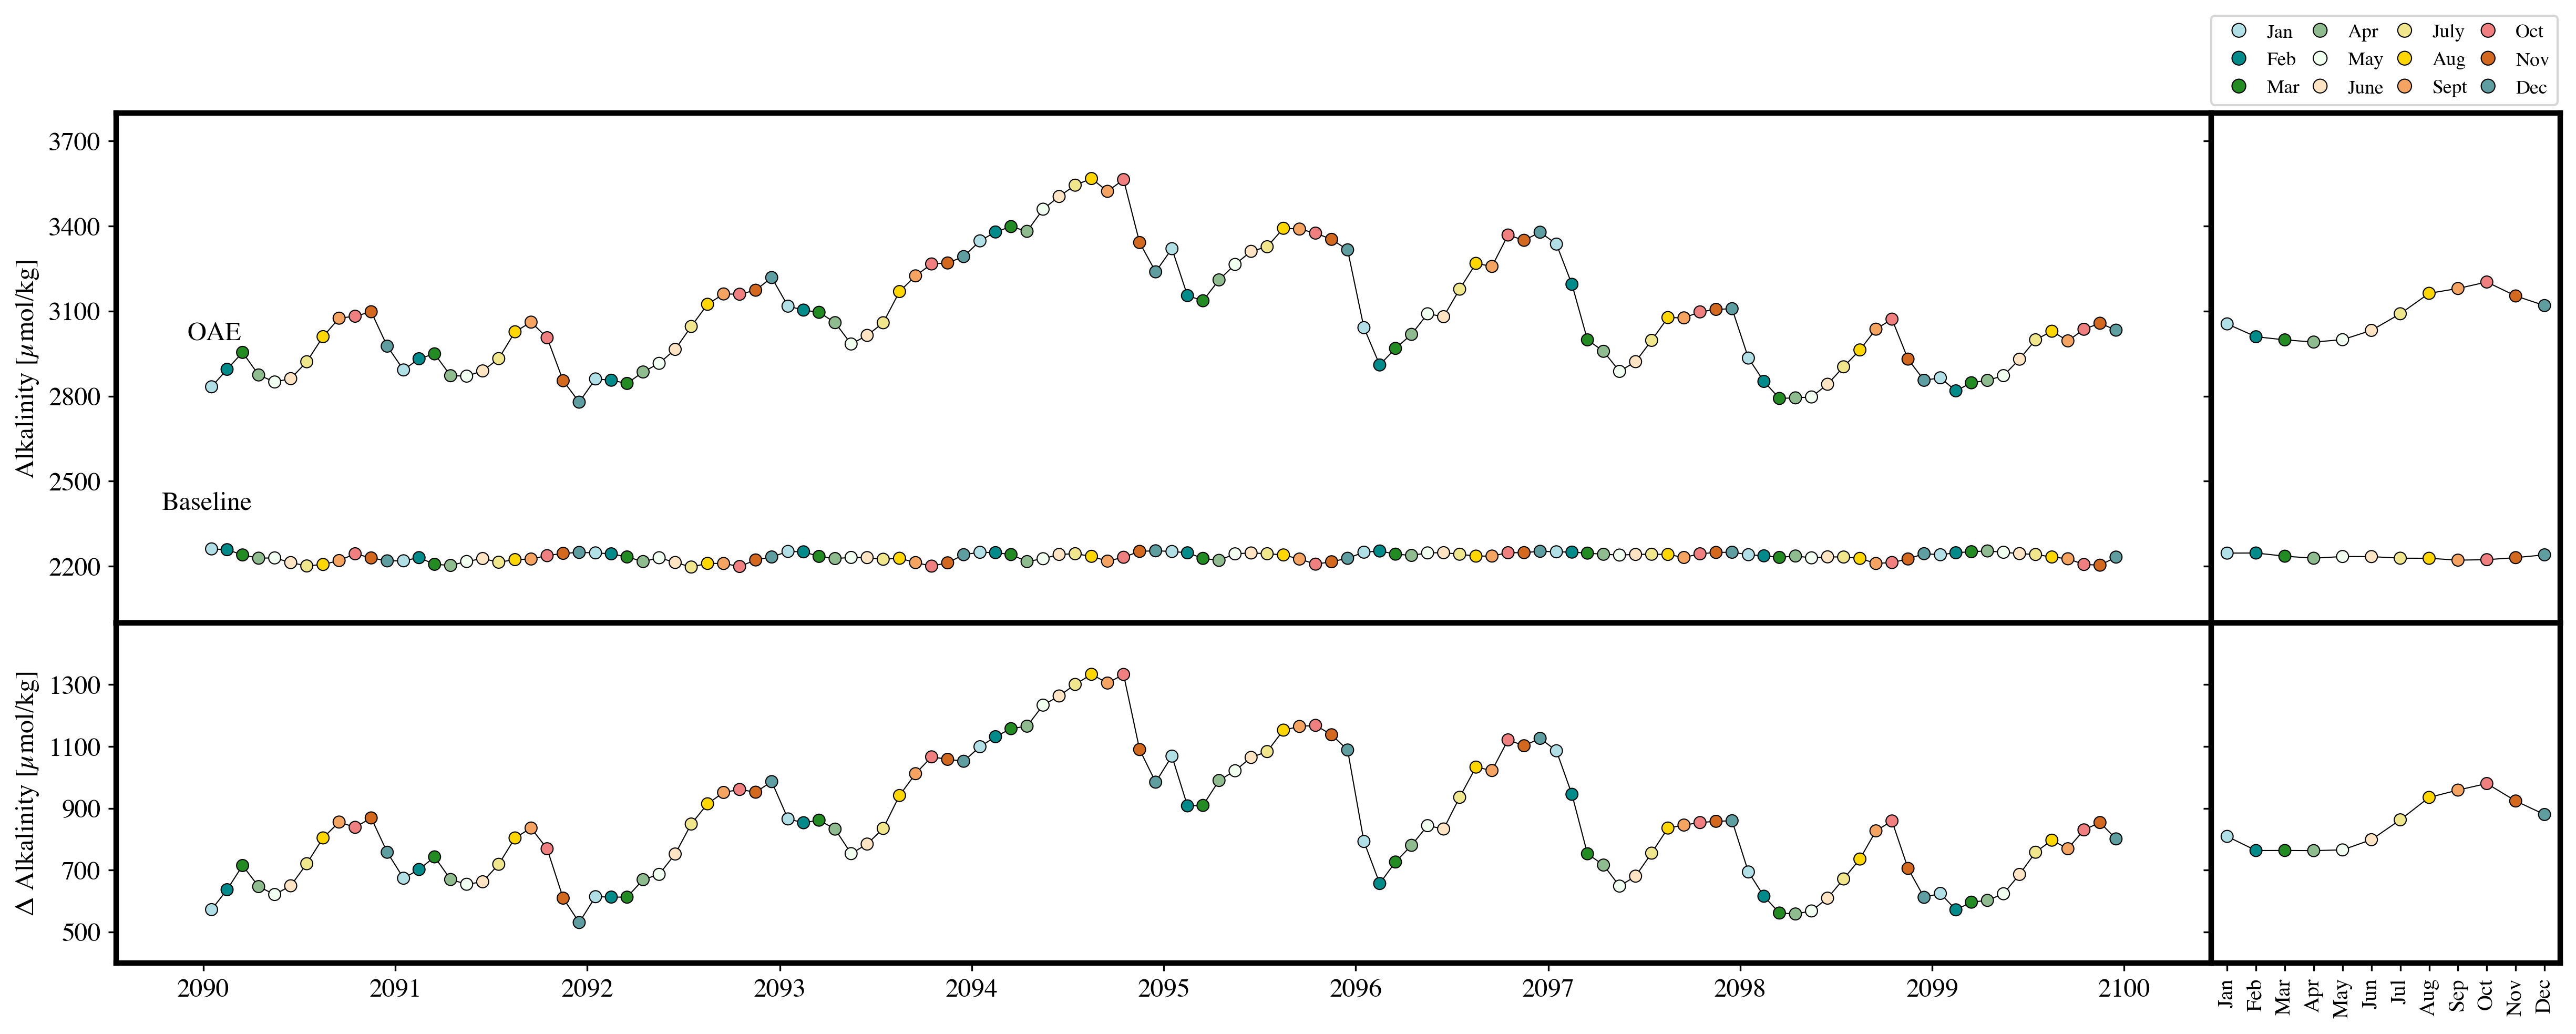 Jan Apr July Oct
Feb May Aug Nov
Mar June Sept Dec
Alkalinity [μmol/kg]
3700
3400
3100
2800
2500
2200
OAE
Baseline
Δ Alkalinity [μmol/kg]
1300
1100
900
700
500
2090 2091 2092 2093 2094 2095 2096 2097 2098 2099 2100
Jan Feb Mar Apr May Jun Jul Aug Sep Oct Nov Dec